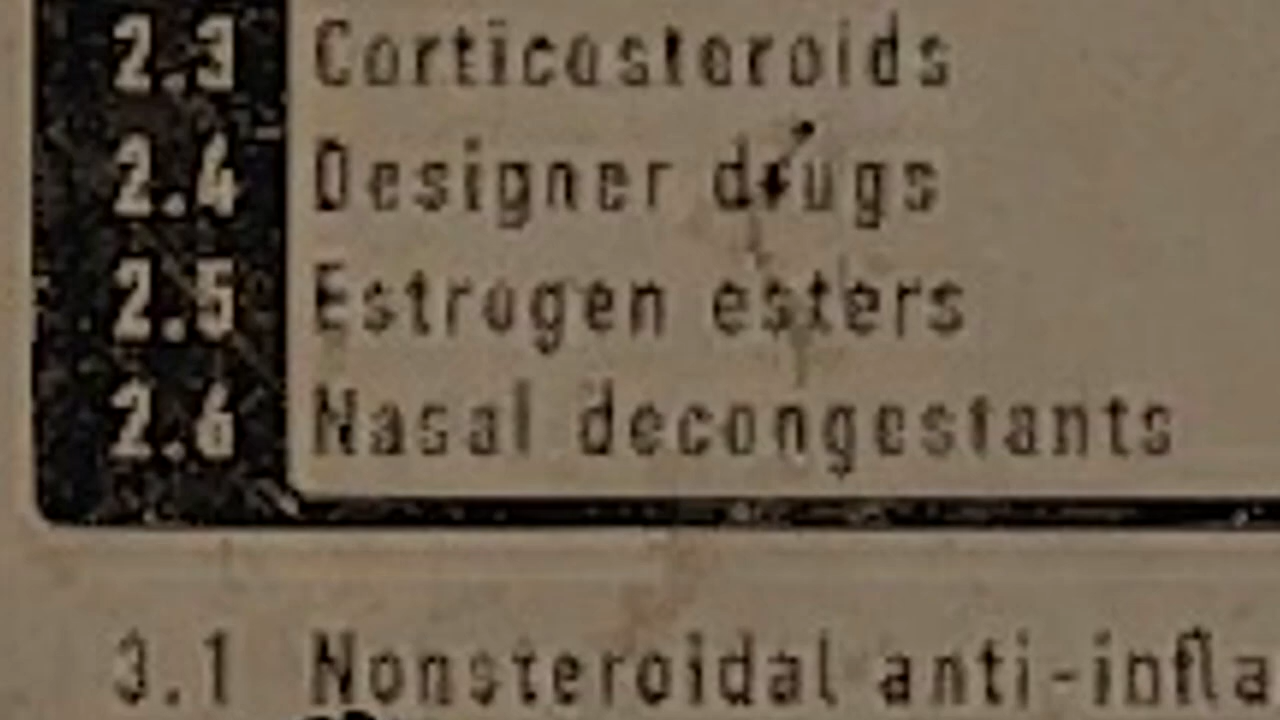 2.3 Corticosteroids
2.4 Designer drugs
2.5 Estrogen esters
2.6 Nasal decongestants
3.1 Nonsteroidal anti-infla